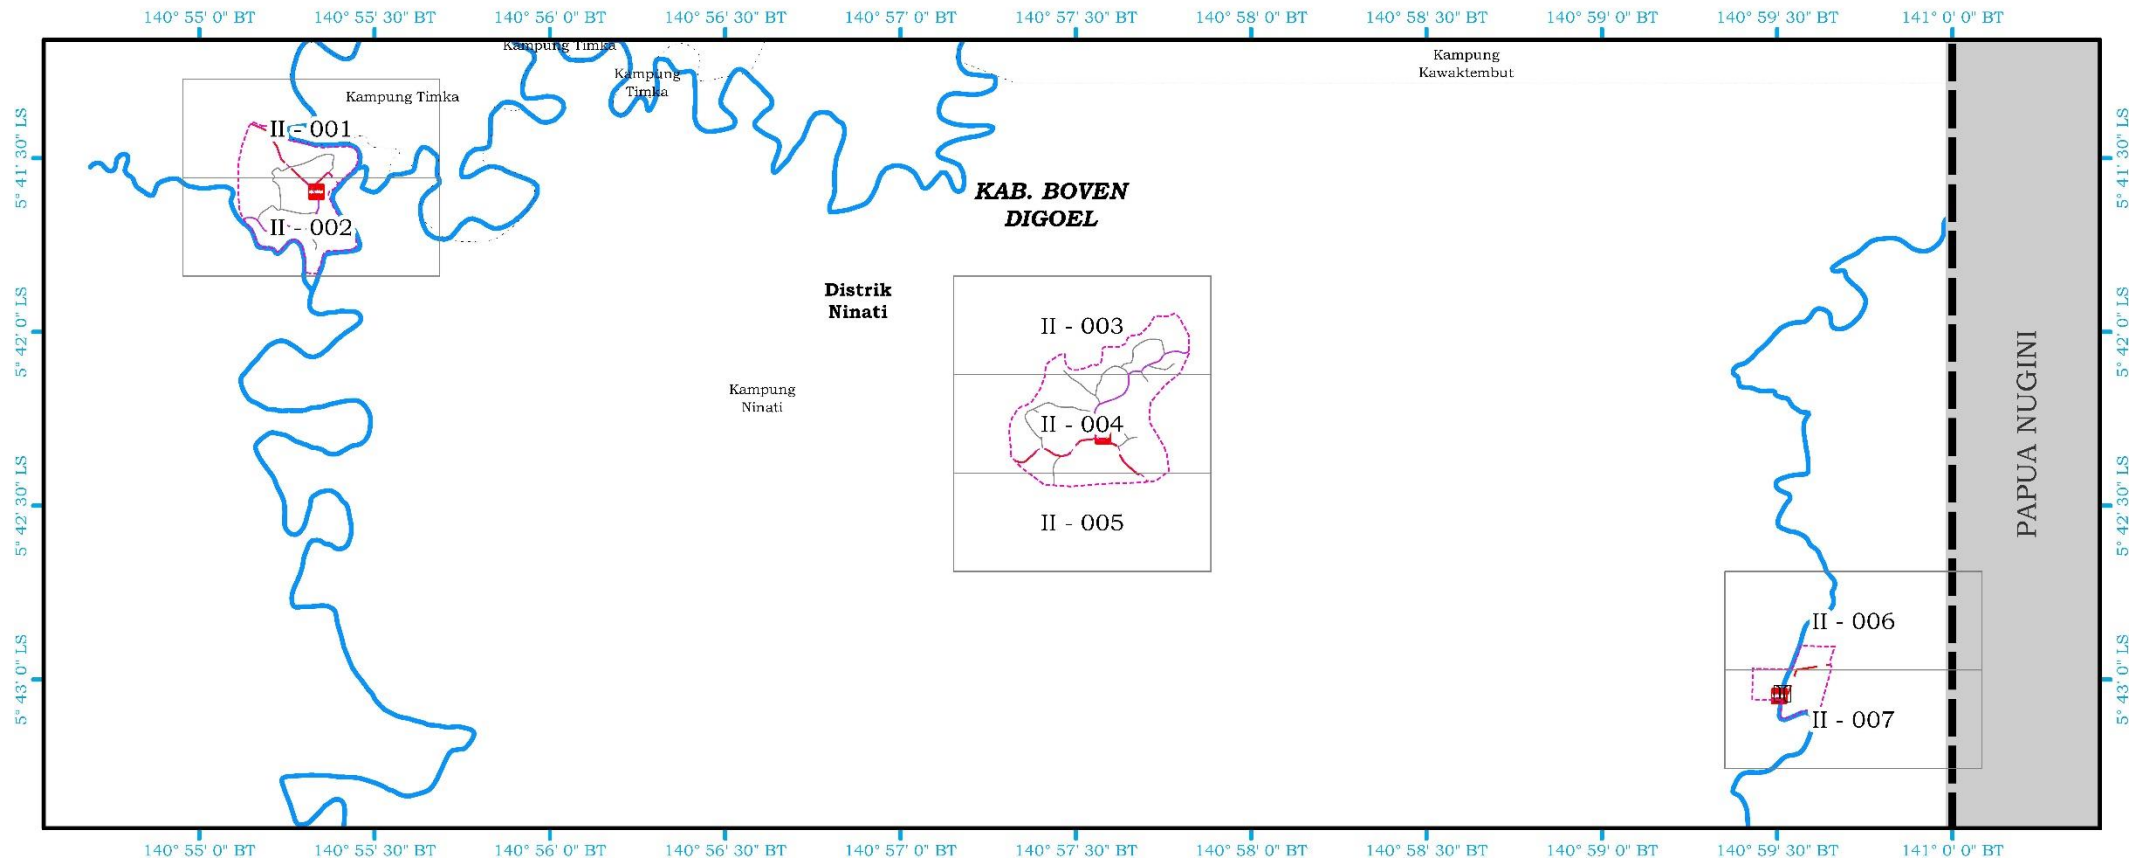 140° 55' 0" BT
140° 55' 30" BT
140° 56' 0" BT
140° 56' 30" BT
140° 57' 0" BT
140° 57' 30" BT
140° 58' 0" BT
140° 58' 30" BT
140° 59' 0" BT
140° 59' 30" BT
141° 0' 0" BT
Kampung Timka
Kampung
Timka
Kampung
Kawaktembut
Kampung Timka
II - 001
II - 002
5° 41' 30" LS
5° 41' 30" LS
KAB. BOVEN
DIGOEL
Distrik
Ninati
II - 003
5° 42' 0" LS
5° 42' 0" LS
Kampung
Ninati
II - 004
PAPUA NUGINI
5° 42' 30" LS
5° 42' 30" LS
II - 005
II - 006
5° 43' 0" LS
5° 43' 0" LS
II - 007
140° 55' 0" BT
140° 55' 30" BT
140° 56' 0" BT
140° 56' 30" BT
140° 57' 0" BT
140° 57' 30" BT
140° 58' 0" BT
140° 58' 30" BT
140° 59' 0" BT
140° 59' 30" BT
141° 0' 0" BT